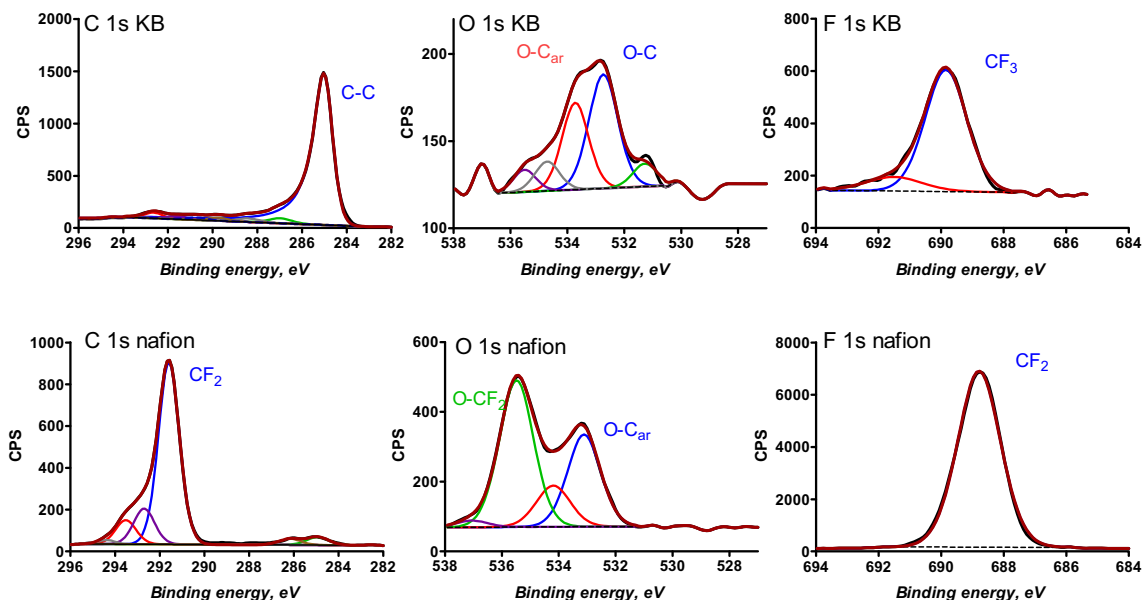 C 1s KB
2000
1500
1000
500
0
CPS
C-C
296 294 292 290 288 286 284 282
Binding energy, eV
O 1s KB
200
150
100
CPS
O-Car
O-C
538 536 534 532 530 528
Binding energy, eV
F 1s KB
800
600
400
200
0
CPS
CF3
694 692 690 688 686 684
Binding energy, eV
C 1s nafion
1000
800
600
400
200
0
CPS
CF2
296 294 292 290 288 286 284 282
Binding energy, eV
O 1s nafion
600
400
200
0
CPS
O-CF2
O-Car
538 536 534 532 530 528
Binding energy, eV
F 1s nafion
8000
6000
4000
2000
0
CPS
CF2
694 692 690 688 686 684
Binding energy, eV